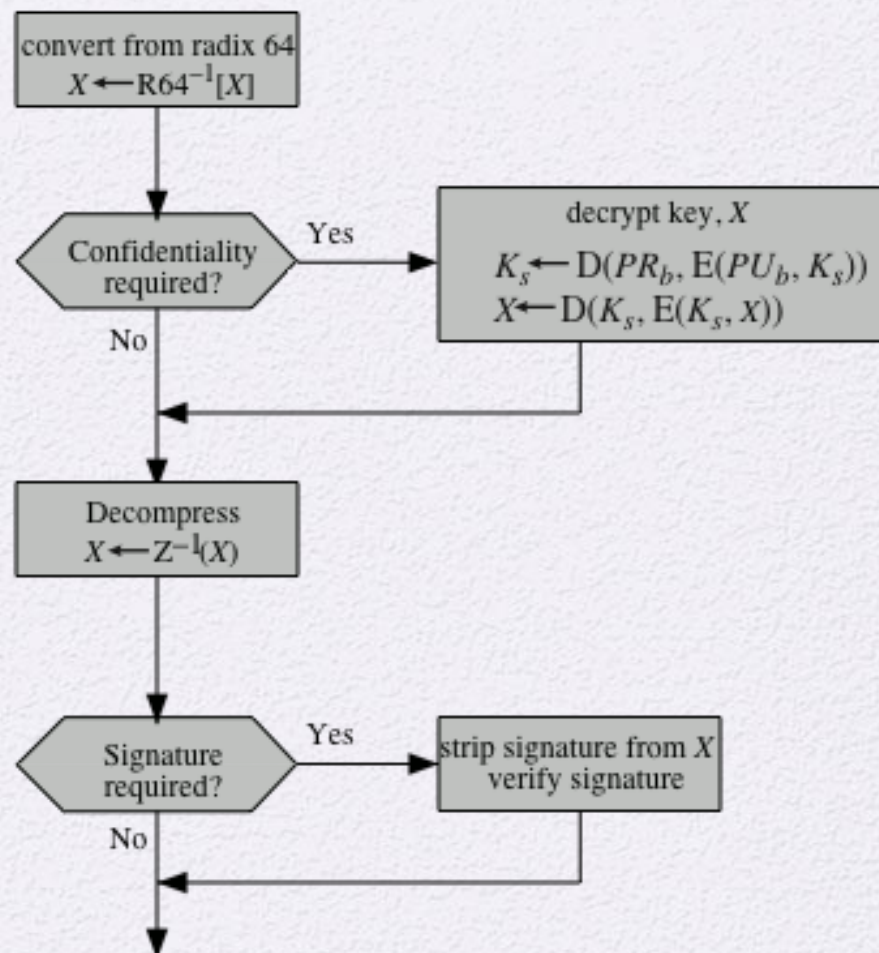 convert from radix 64
X ← R64⁻¹[X]
Confidentiality
required?
Yes
decrypt key, X
Kₛ ← D(PR_b, E(PU_b, Kₛ))
X ← D(Kₛ, E(Kₛ, X))
No
Decompress
X ← Z⁻¹(X)
Signature
required?
Yes
strip signature from X
verify signature
No